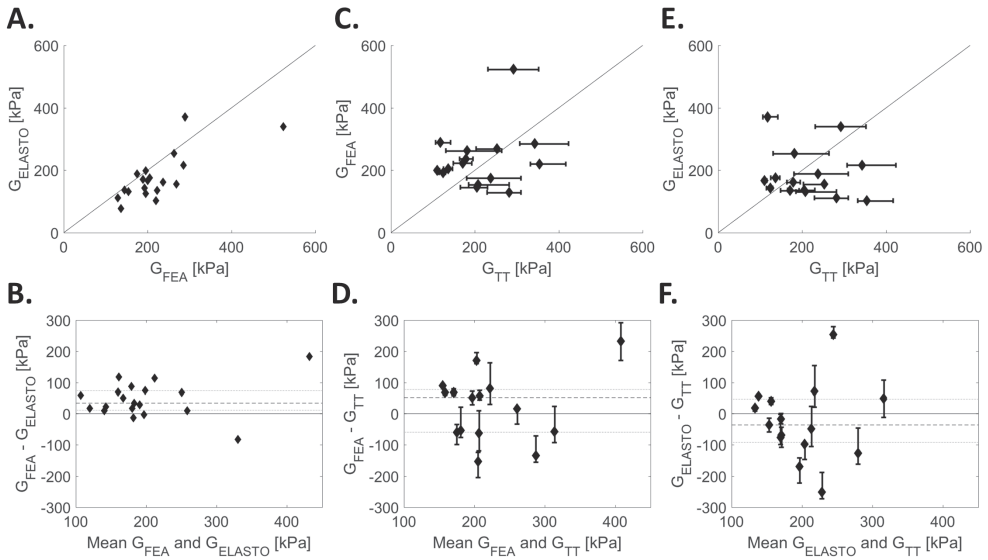 A.
C.
E.
600
400
200
0
G_ELASTO [kPa]
0 200 400 600
G_FEA [kPa]
600
400
200
0
G_FEA [kPa]
0 200 400 600
G_TT [kPa]
600
400
200
0
G_ELASTO [kPa]
0 200 400 600
G_TT [kPa]
B.
D.
F.
300
200
100
0
-100
-200
-300
G_FEA - G_ELASTO [kPa]
100 200 300 400
Mean G_FEA and G_ELASTO [kPa]
300
200
100
0
-100
-200
-300
G_FEA - G_TT [kPa]
100 200 300 400
Mean G_FEA and G_TT [kPa]
300
200
100
0
-100
-200
-300
G_ELASTO - G_TT [kPa]
100 200 300 400
Mean G_ELASTO and G_TT [kPa]